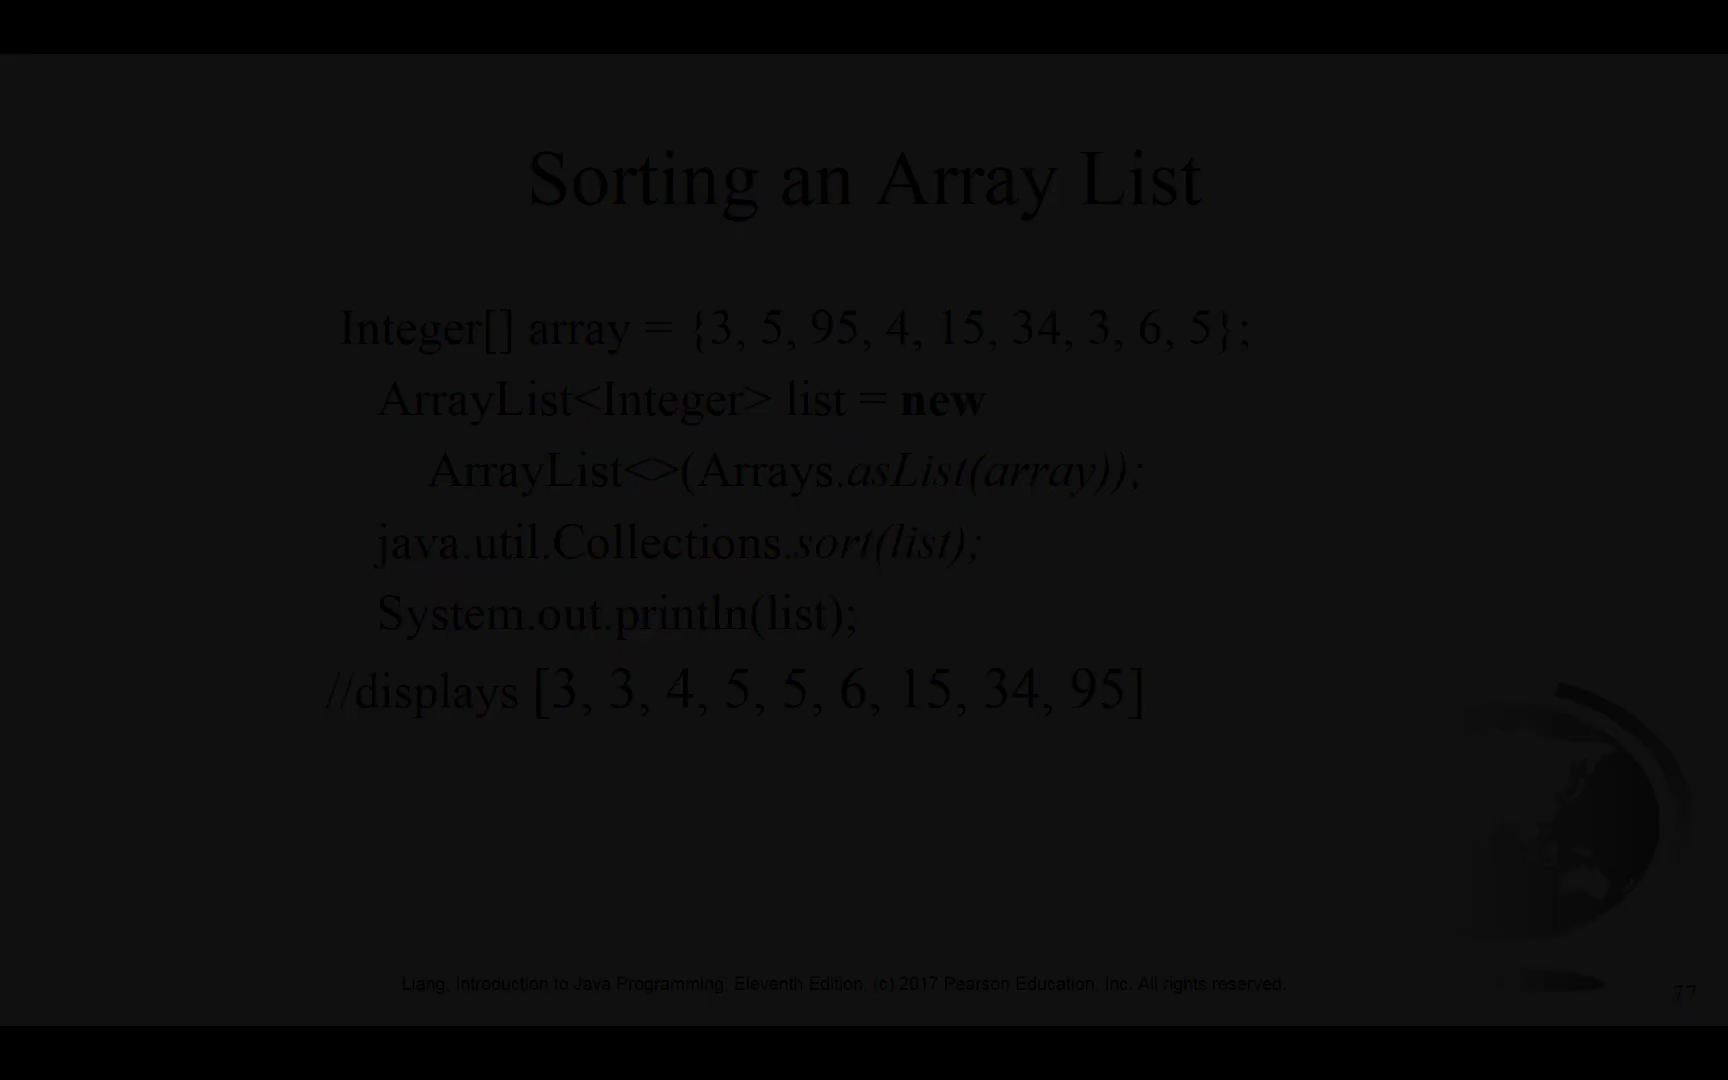 Sorting an Array List
Integer[] array = {3, 5, 95, 4, 15, 34, 3, 6, 5};
ArrayList<Integer> list = new
ArrayList<>(Arrays.asList(array));
java.util.Collections.sort(list);
System.out.println(list);
//displays [3, 3, 4, 5, 5, 6, 15, 34, 95]
Liang, Introduction to Java Programming, Eleventh Edition, (c) 2017 Pearson Education, Inc. All rights reserved.
77